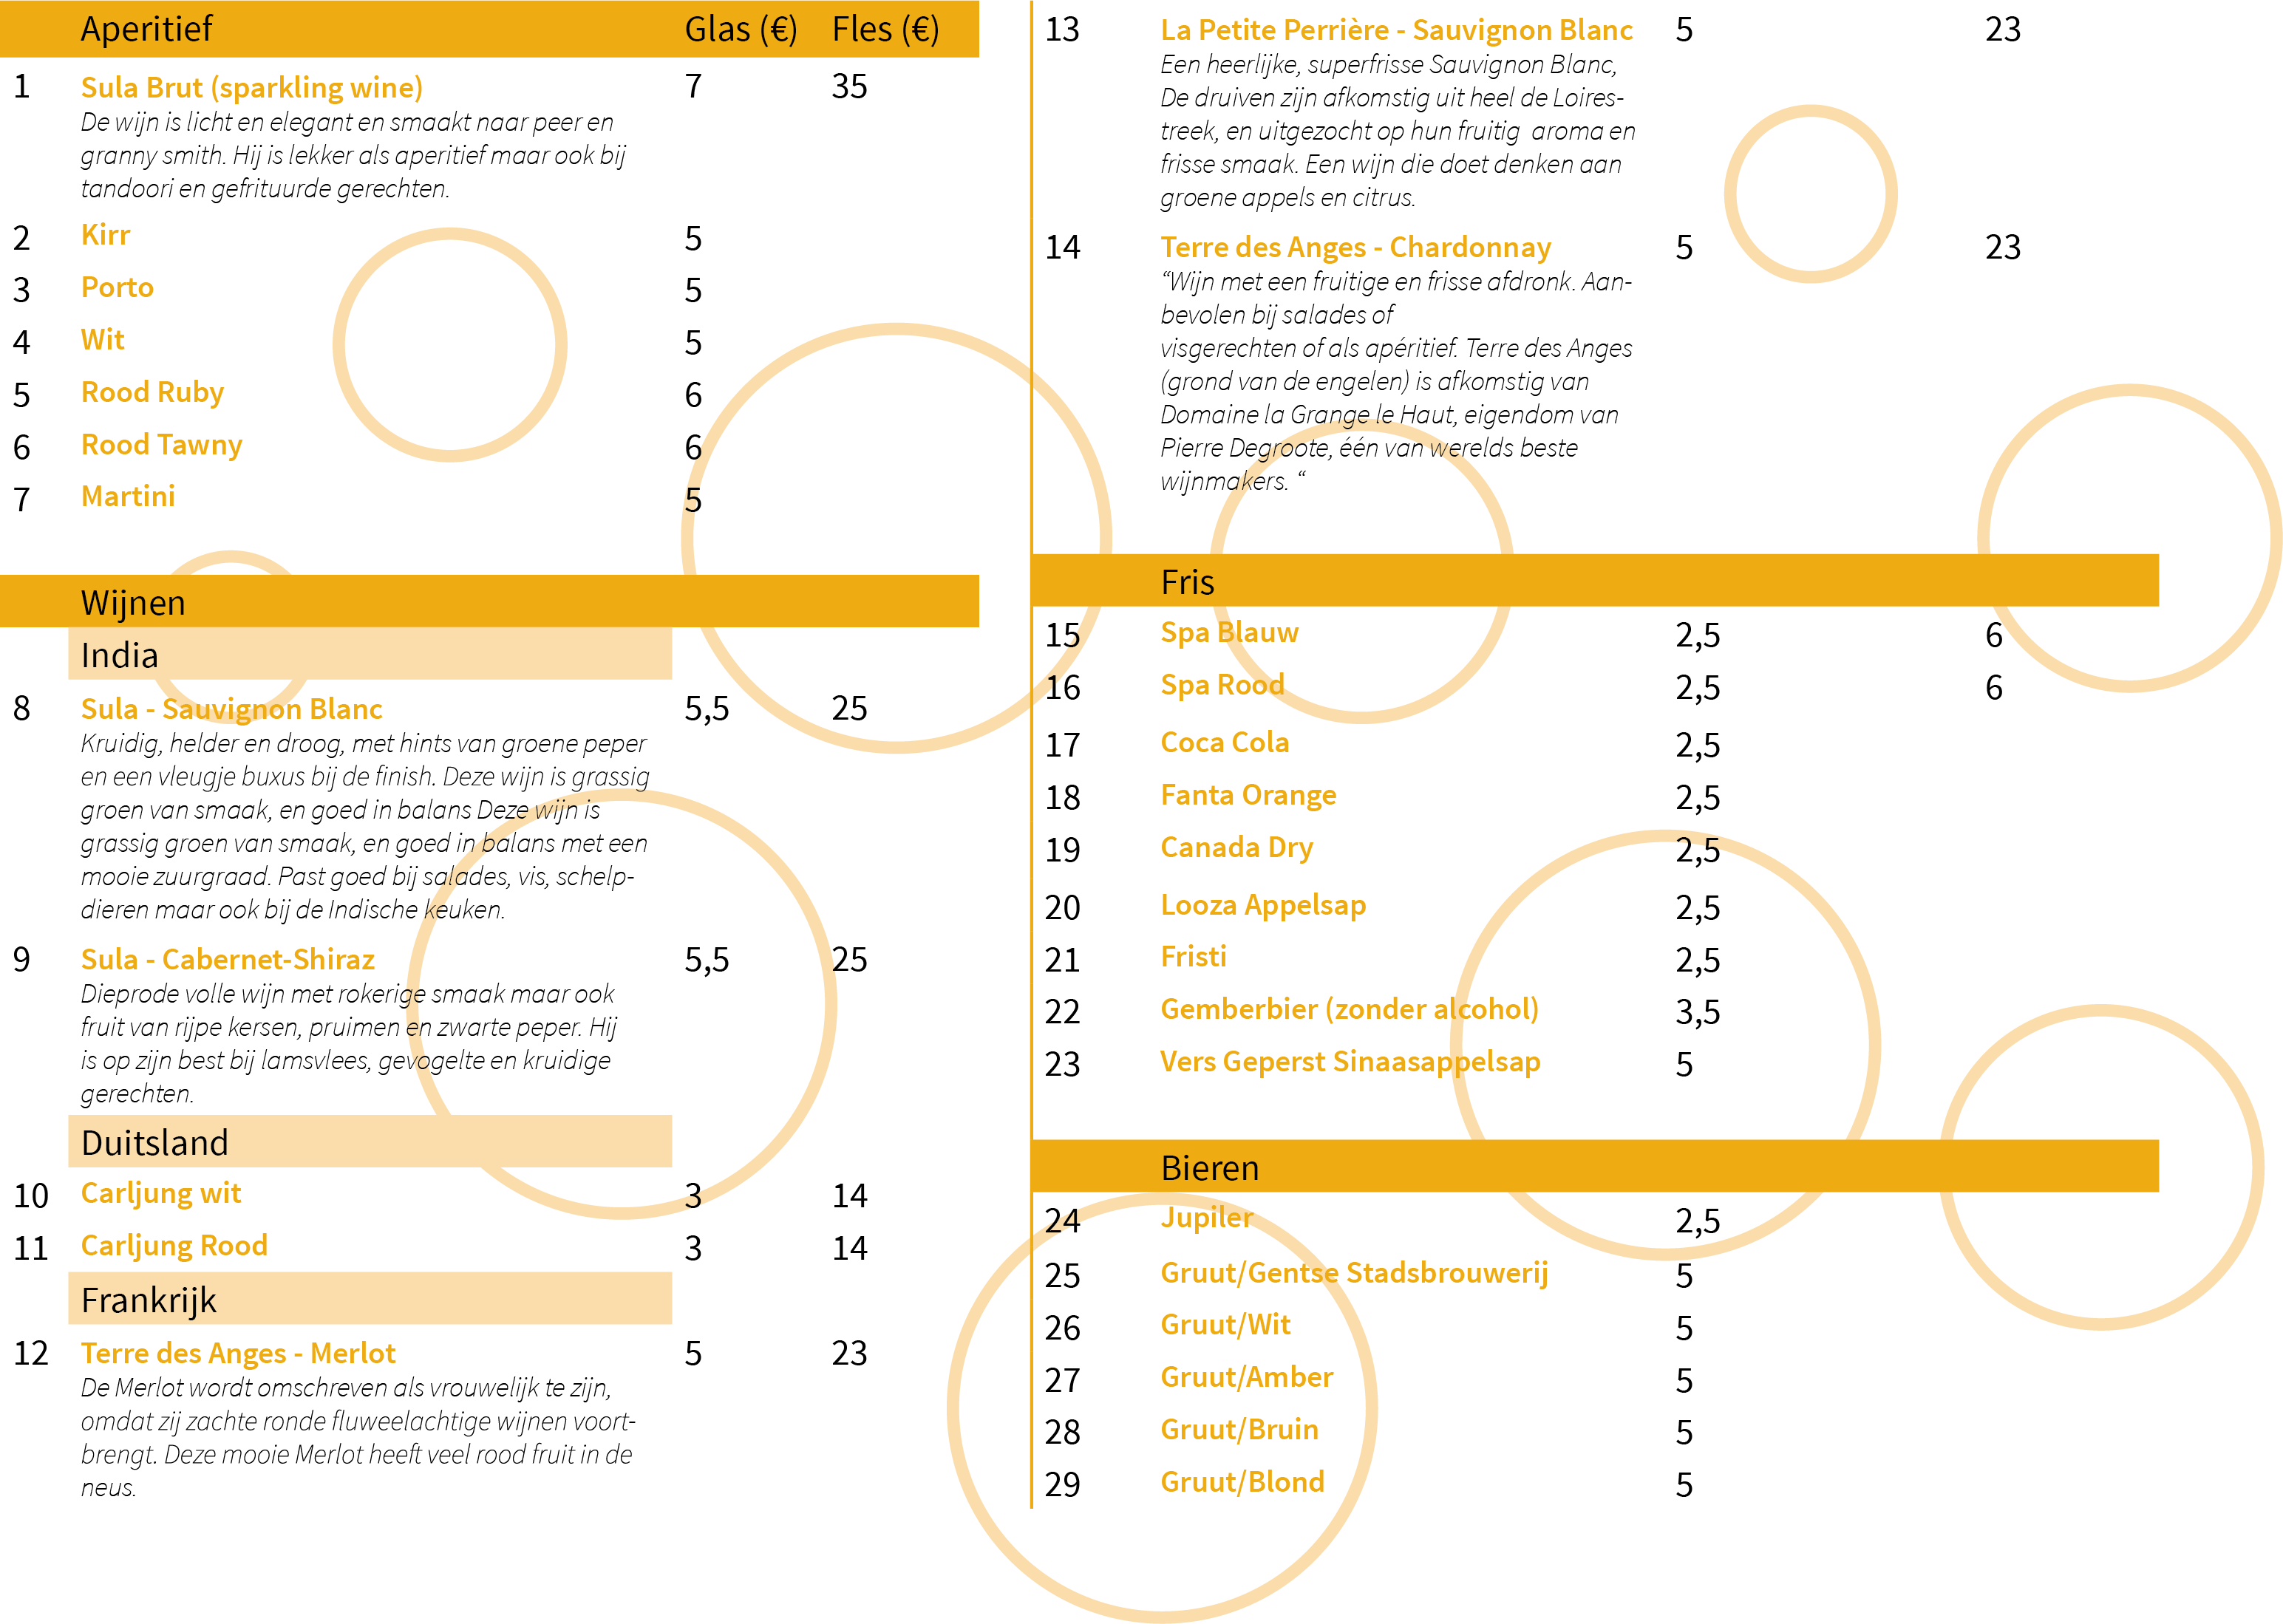 Aperitief Glas (€) Fles (€)
1 Sula Brut (sparkling wine) 7 35
De wijn is licht en elegant en smaakt naar peer en
granny smith. Hij is lekker als aperitief maar ook bij
tandoori en gefrituurde gerechten.
2 Kirr 5
3 Porto 5
4 Wit 5
5 Rood Ruby 6
6 Rood Tawny 6
7 Martini 5
Wijnen
India
8 Sula - Sauvignon Blanc 5,5 25
Kruidig, helder en droog, met hints van groene peper
en een vleugje buxus bij de finish. Deze wijn is grassig
groen van smaak, en goed in balans Deze wijn is
grassig groen van smaak, en goed in balans met een
mooie zuurgraad. Past goed bij salades, vis, schelp-
dieren maar ook bij de Indische keuken.
9 Sula - Cabernet-Shiraz 5,5 25
Dieprode volle wijn met rokerige smaak maar ook
fruit van rijpe kersen, pruimen en zwarte peper. Hij
is op zijn best bij lamsvlees, gevogelte en kruidige
gerechten.
Duitsland
10 Carljung wit 3 14
11 Carljung Rood 3 14
Frankrijk
12 Terre des Anges - Merlot 5 23
De Merlot wordt omschreven als vrouwelijk te zijn,
omdat zij zachte ronde fluweelachtige wijnen voort-
brengt. Deze mooie Merlot heeft veel rood fruit in de
neus.
13 La Petite Perrière - Sauvignon Blanc 5 23
Een heerlijke, superfrisse Sauvignon Blanc,
De druiven zijn afkomstig uit heel de Loires-
treek, en uitgezocht op hun fruitig  aroma en
frisse smaak. Een wijn die doet denken aan
groene appels en citrus.
14 Terre des Anges - Chardonnay 5 23
“Wijn met een fruitige en frisse afdronk. Aan-
bevolen bij salades of
visgerechten of als apéritief. Terre des Anges
(grond van de engelen) is afkomstig van
Domaine la Grange le Haut, eigendom van
Pierre Degroote, één van werelds beste
wijnmakers. “
Fris
15 Spa Blauw 2,5 6
16 Spa Rood 2,5 6
17 Coca Cola 2,5
18 Fanta Orange 2,5
19 Canada Dry 2,5
20 Looza Appelsap 2,5
21 Fristi 2,5
22 Gemberbier (zonder alcohol) 3,5
23 Vers Geperst Sinaasappelsap 5
Bieren
24 Jupiler 2,5
25 Gruut/Gentse Stadsbrouwerij 5
26 Gruut/Wit 5
27 Gruut/Amber 5
28 Gruut/Bruin 5
29 Gruut/Blond 5